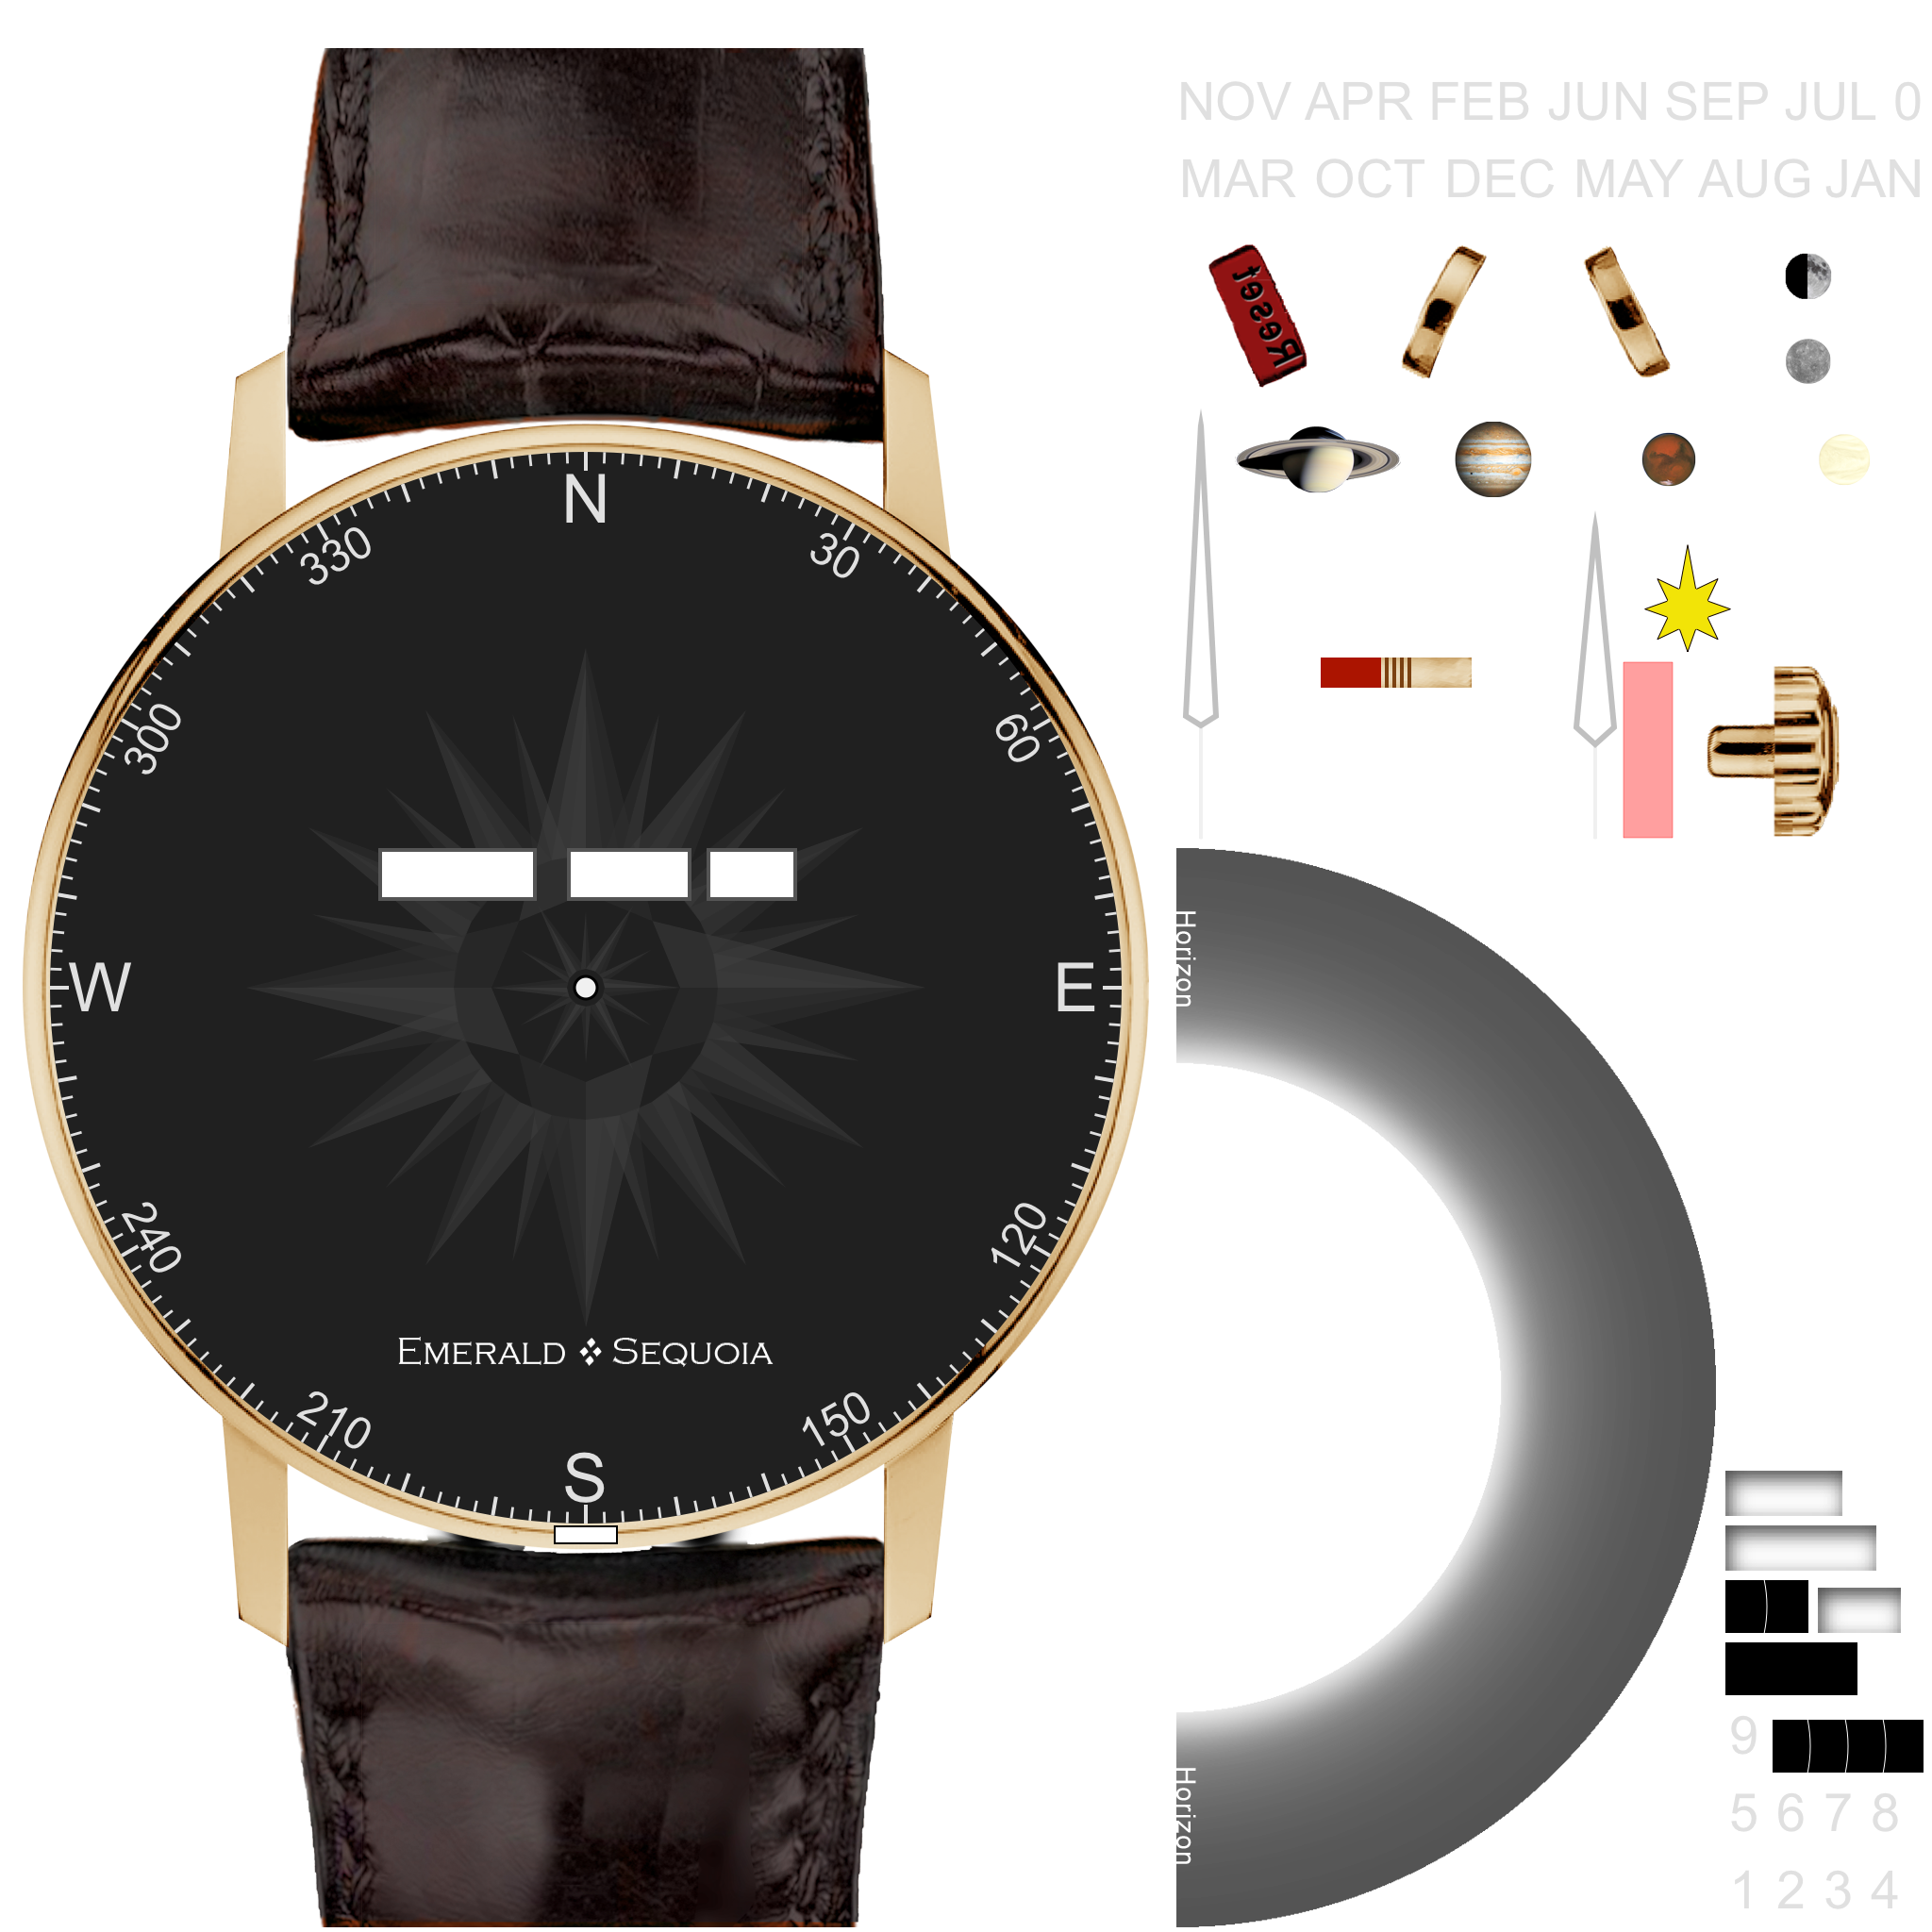 NOV APR FEB JUN SEP JUL 0
MAR OCT DEC MAY AUG JAN
Reset
N
30
60
E
120
150
S
210
240
W
300
330
EMERALD SEQUOIA
Horizon
Horizon
9
5 6 7 8
1 2 3 4